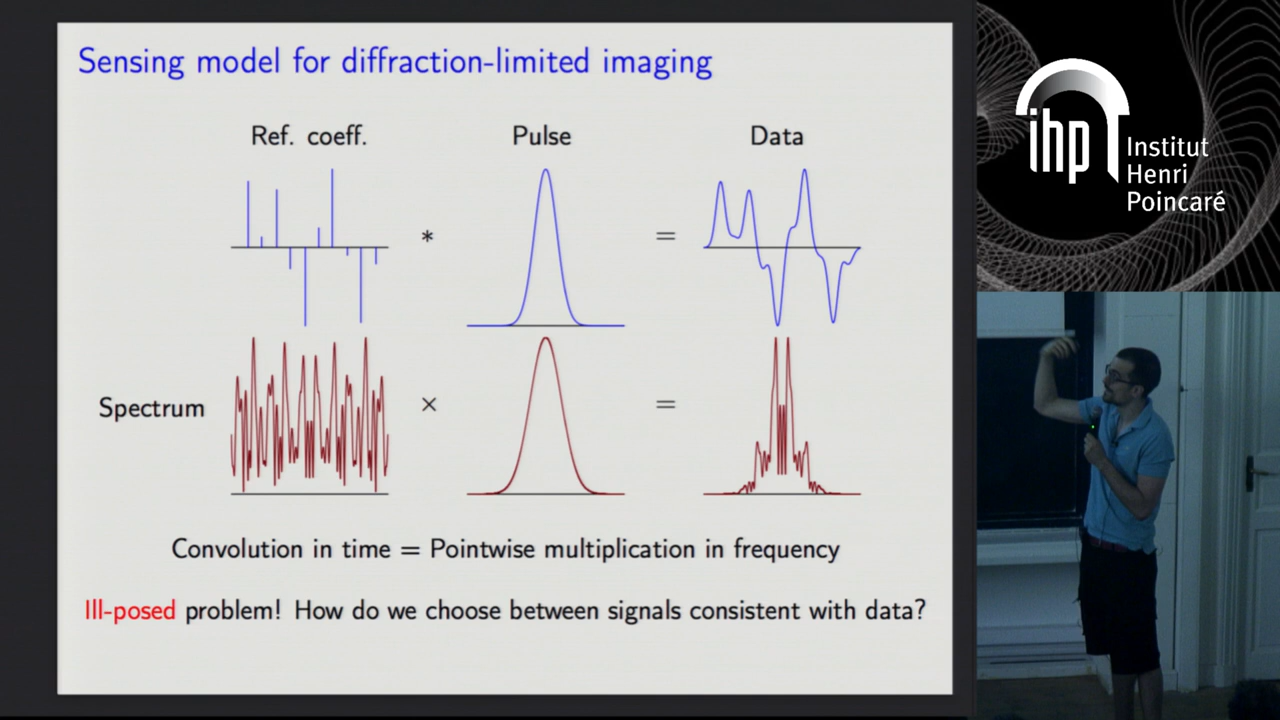 Sensing model for diffraction-limited imaging
Ref. coeff.
Pulse
Data
*
=
Spectrum
×
=
Convolution in time = Pointwise multiplication in frequency
Ill-posed problem! How do we choose between signals consistent with data?
ihp
Institut
Henri
Poincaré